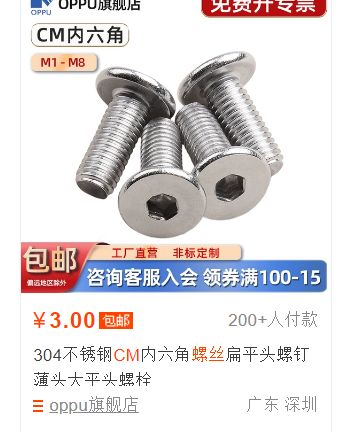 OPPU旗舰店
免费开专票
OPPU
CM内六角
M1 - M8
包邮
偏远地区除外
工厂直营 非标定制
咨询客服入会 领券满100-15
¥3.00 包邮
200+人付款
304不锈钢CM内六角螺丝扁平头螺钉
薄头大平头螺栓
oppu旗舰店
广东 深圳